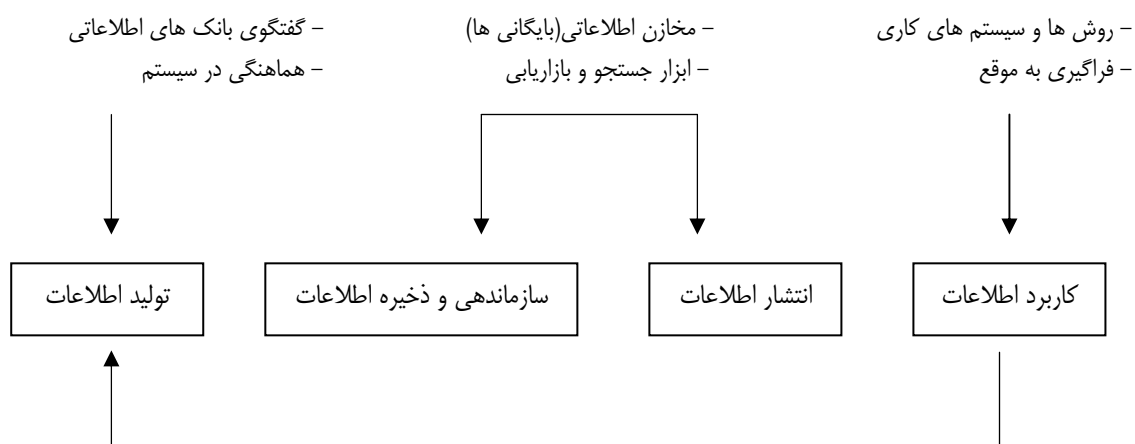 - روش ها و سیستم های کاری
- فراگیری به موقع
- مخازن اطلاعاتی(بایگانی ها)
- ابزار جستجو و بازاریابی
- گفتگوی بانک های اطلاعاتی
- هماهنگی در سیستم
کاربرد اطلاعات
انتشار اطلاعات
سازماندهی و ذخیره اطلاعات
تولید اطلاعات